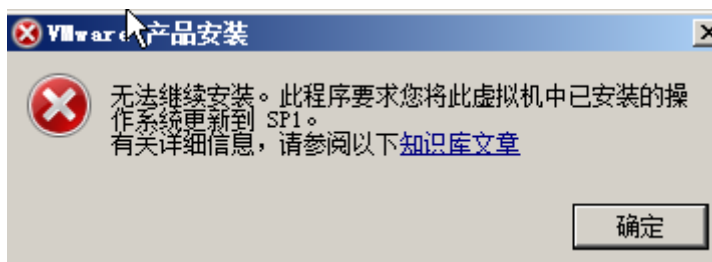 VMware 产品安装
无法继续安装。此程序要求您将此虚拟机中已安装的操
作系统更新到 SP1。
有关详细信息，请参阅以下知识库文章
确定